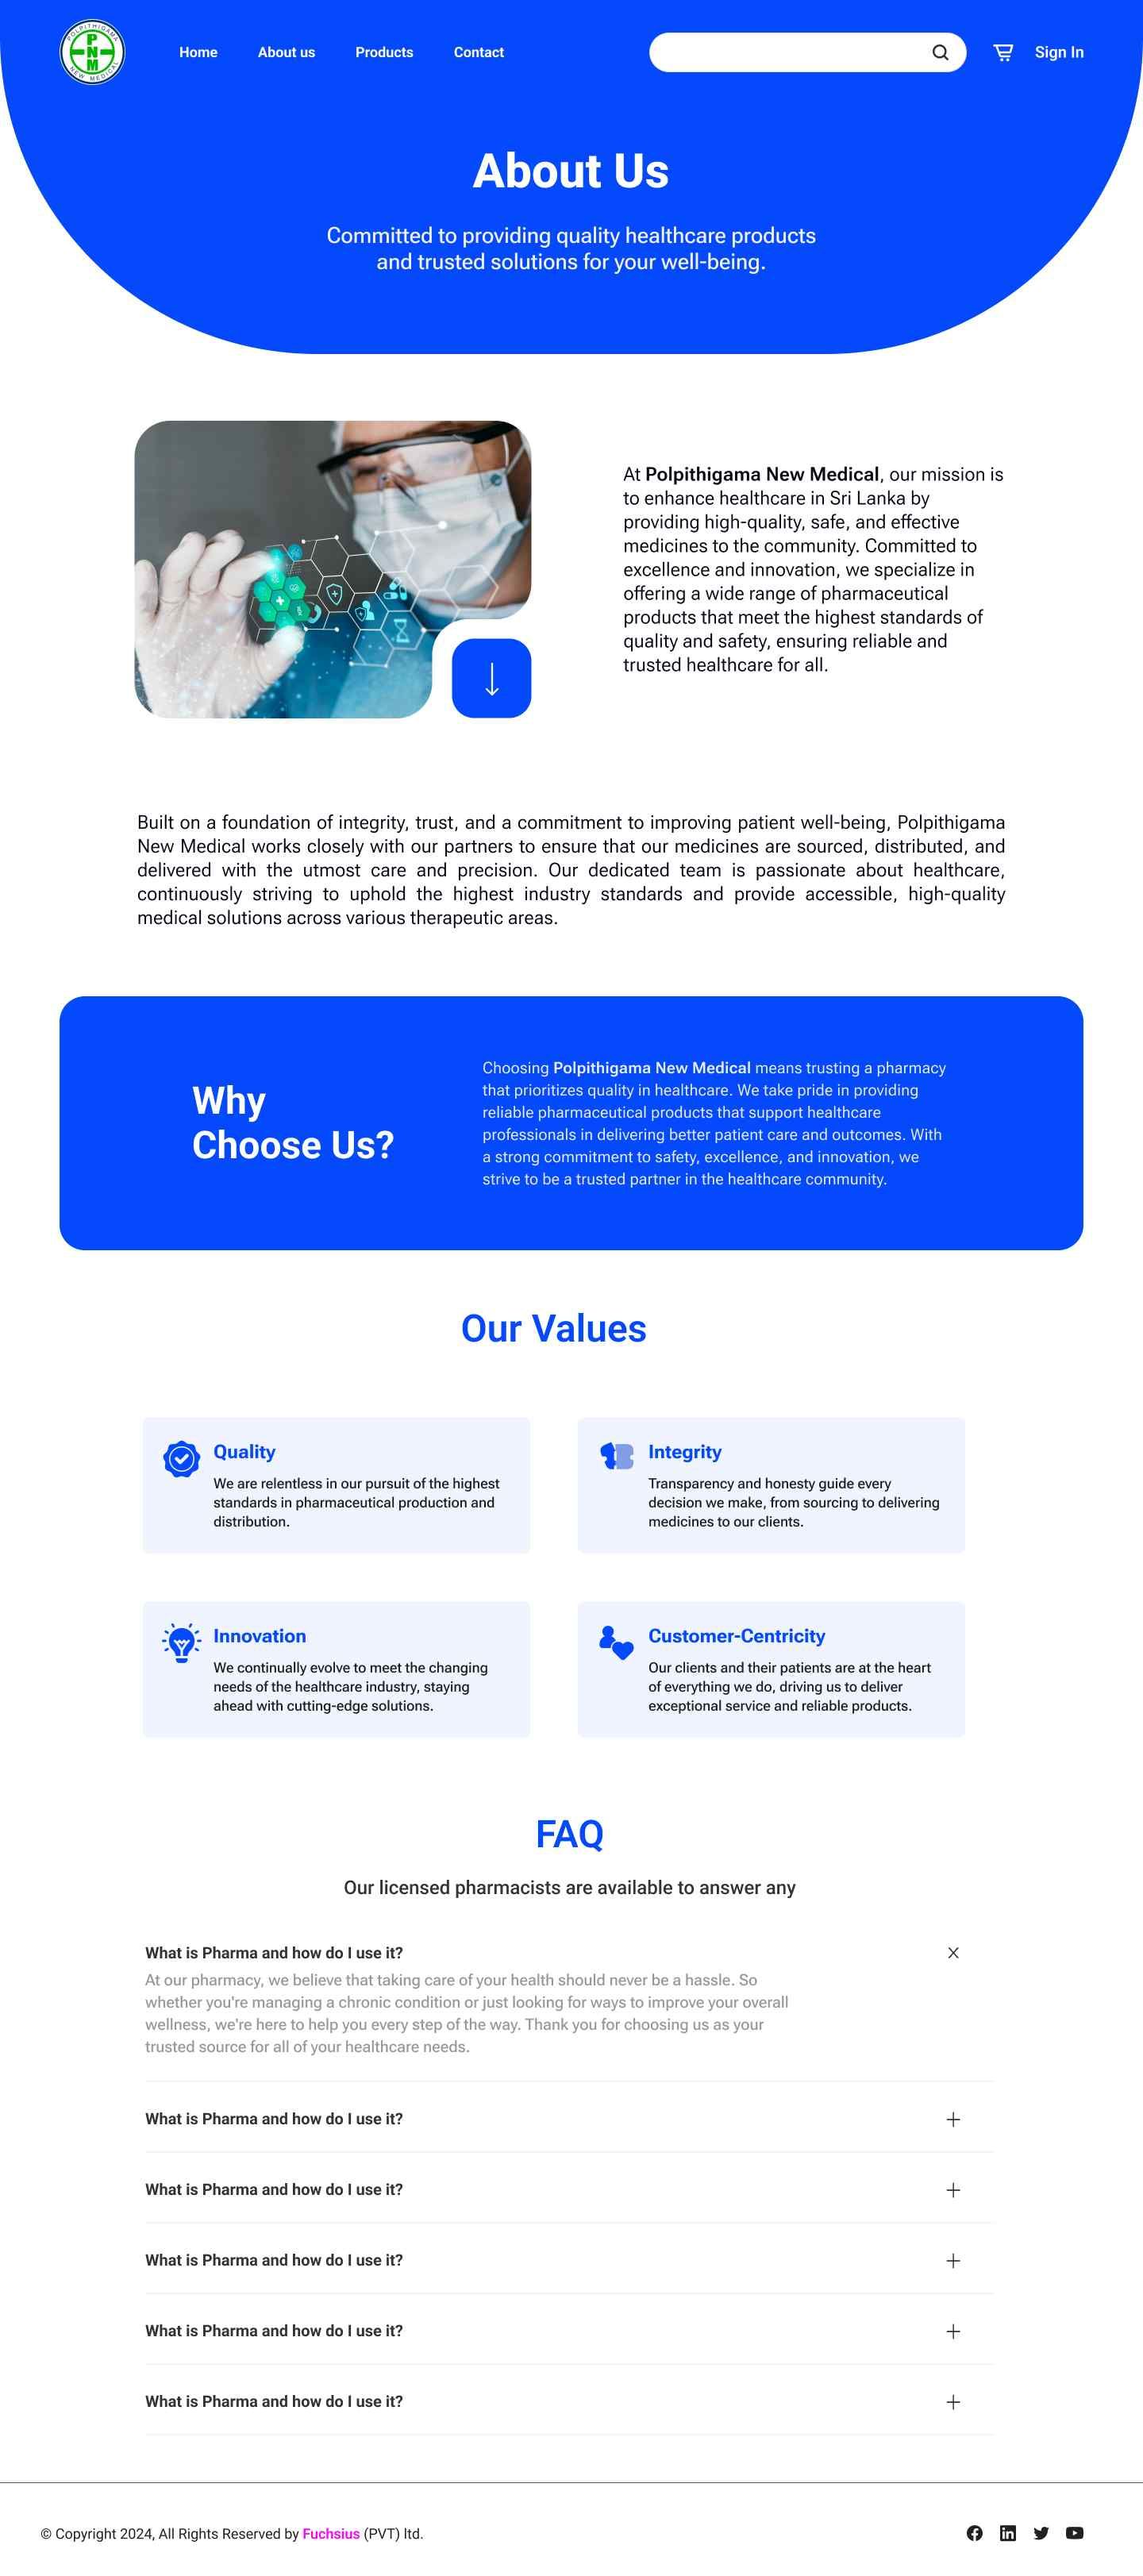 POLPITHIGAMA
P
N
M
NEW MEDICAL
Home
About us
Products
Contact
Sign In
About Us
Committed to providing quality healthcare products
and trusted solutions for your well-being.
At Polpithigama New Medical, our mission is
to enhance healthcare in Sri Lanka by
providing high-quality, safe, and effective
medicines to the community. Committed to
excellence and innovation, we specialize in
offering a wide range of pharmaceutical
products that meet the highest standards of
quality and safety, ensuring reliable and
trusted healthcare for all.
Built on a foundation of integrity, trust, and a commitment to improving patient well-being, Polpithigama
New Medical works closely with our partners to ensure that our medicines are sourced, distributed, and
delivered with the utmost care and precision. Our dedicated team is passionate about healthcare,
continuously striving to uphold the highest industry standards and provide accessible, high-quality
medical solutions across various therapeutic areas.
Why
Choose Us?
Choosing Polpithigama New Medical means trusting a pharmacy
that prioritizes quality in healthcare. We take pride in providing
reliable pharmaceutical products that support healthcare
professionals in delivering better patient care and outcomes. With
a strong commitment to safety, excellence, and innovation, we
strive to be a trusted partner in the healthcare community.
Our Values
Quality
We are relentless in our pursuit of the highest
standards in pharmaceutical production and
distribution.
Integrity
Transparency and honesty guide every
decision we make, from sourcing to delivering
medicines to our clients.
Innovation
We continually evolve to meet the changing
needs of the healthcare industry, staying
ahead with cutting-edge solutions.
Customer-Centricity
Our clients and their patients are at the heart
of everything we do, driving us to deliver
exceptional service and reliable products.
FAQ
Our licensed pharmacists are available to answer any
What is Pharma and how do I use it?
At our pharmacy, we believe that taking care of your health should never be a hassle. So
whether you're managing a chronic condition or just looking for ways to improve your overall
wellness, we're here to help you every step of the way. Thank you for choosing us as your
trusted source for all of your healthcare needs.
What is Pharma and how do I use it?
What is Pharma and how do I use it?
What is Pharma and how do I use it?
What is Pharma and how do I use it?
What is Pharma and how do I use it?
© Copyright 2024, All Rights Reserved by Fuchsius (PVT) ltd.